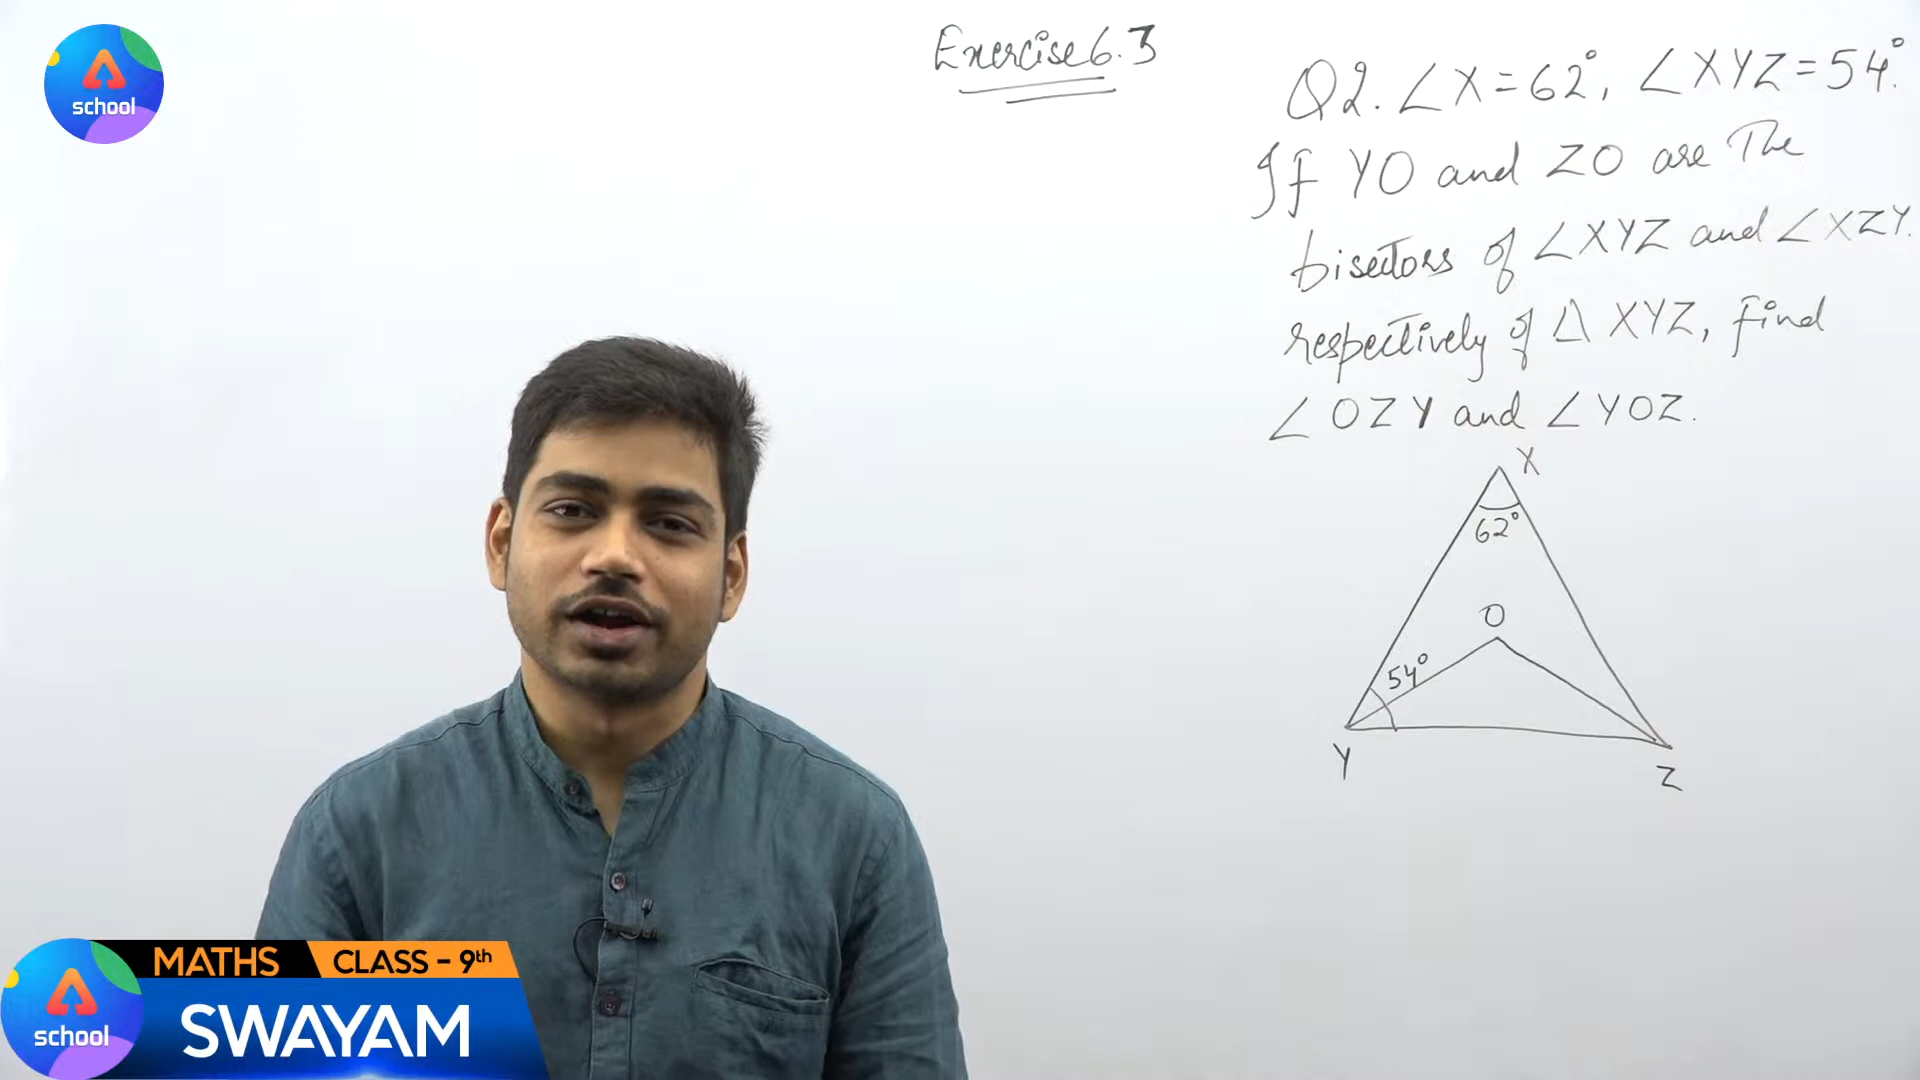 school
Exercise 6.3
Q2. ∠X = 62°, ∠XYZ = 54°.
If YO and ZO are the
bisectors of ∠XYZ and ∠XZY.
respectively of Δ XYZ, find
∠OZY and ∠YOZ.
X
62°
O
54°
Y
Z
MATHS CLASS - 9th
school
SWAYAM